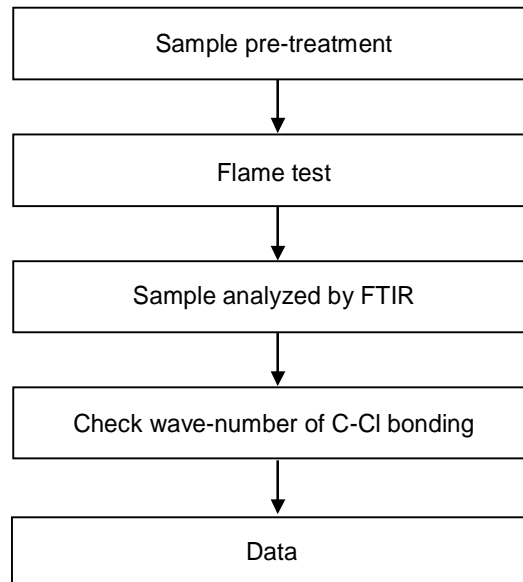 Sample pre-treatment
Flame test
Sample analyzed by FTIR
Check wave-number of C-Cl bonding
Data